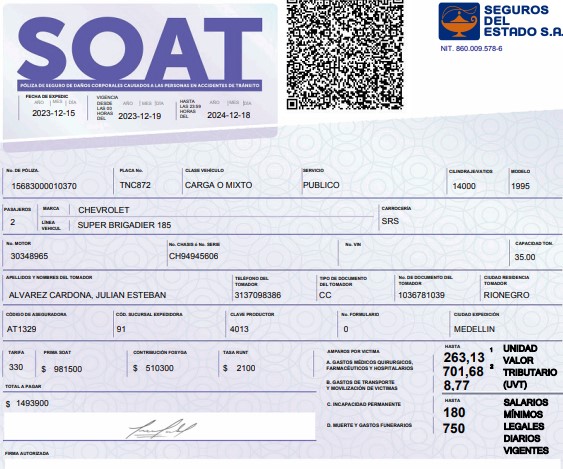 SOAT
PÓLIZA DE SEGURO DE DAÑOS CORPORALES CAUSADOS A LAS PERSONAS EN ACCIDENTES DE TRÁNSITO
SEGUROS
DEL
ESTADO S.A.
NIT. 860.009.578-6
FECHA DE EXPEDIC
AÑO | MES | DÍA
2023-12-15
VIGENCIA
DESDE LAS 00 HORAS DEL
AÑO | MES | DÍA
2023-12-19
HASTA LAS 23:59 HORAS DEL
AÑO | MES | DÍA
2024-12-18
No. DE PÓLIZA. PLACA No. CLASE VEHÍCULO SERVICIO CILINDRAJE/VATIOS MODELO
15683000010370 TNC872 CARGA O MIXTO PUBLICO 14000 1995
PASAJEROS MARCA CHEVROLET CARROCERÍA
2 LÍNEA VEHICUL SUPER BRIGADIER 185 SRS
No. MOTOR No. CHASIS ó No. SERIE No. VIN CAPACIDAD TON.
30348965 CH94945606 35.00
APELLIDOS Y NOMBRES DEL TOMADOR TELÉFONO DEL TOMADOR TIPO DE DOCUMENTO DEL TOMADOR No. DE DOCUMENTO DEL TOMADOR CIUDAD RESIDENCIA TOMADOR
ALVAREZ CARDONA, JULIAN ESTEBAN 3137098386 CC 1036781039 RIONEGRO
CÓDIGO DE ASEGURADORA CÓD. SUCURSAL EXPEDIDORA CLAVE PRODUCTOR No. FORMULARIO CIUDAD EXPEDICIÓN
AT1329 91 4013 0 MEDELLIN
TARIFA PRIMA SOAT CONTRIBUCIÓN FOSYGA TASA RUNT
330 $ 981500 $ 510300 $ 2100
TOTAL A PAGAR
$ 1493900
FIRMA AUTORIZADA
AMPAROS POR VICTIMA
A. GASTOS MÉDICOS QUIRURGICOS, FARMACÉUTICOS Y HOSPITALARIOS
B. GASTOS DE TRANSPORTE Y MOVILIZACIÓN DE VICTIMAS
C. INCAPACIDAD PERMANENTE
D. MUERTE Y GASTOS FUNERARIOS
HASTA
263,13 1
701,68 2
8,77
UNIDAD
VALOR
TRIBUTARIO
(UVT)
HASTA
180
750
SALARIOS
MÍNIMOS
LEGALES
DIARIOS
VIGENTES